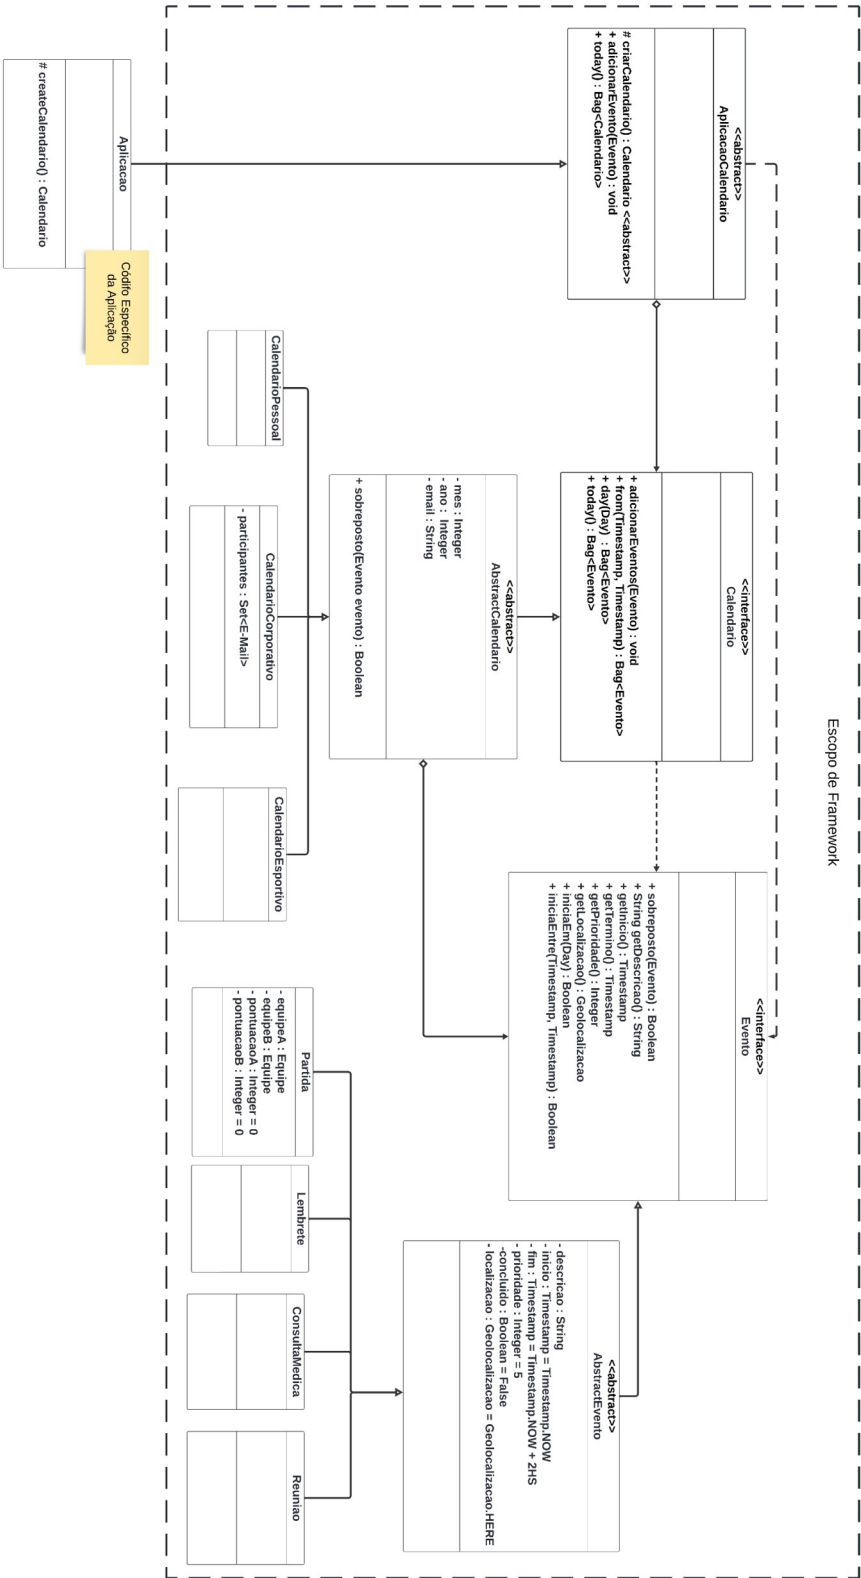 Escopo de Framework
<<abstract>>
AplicacaoCalendario
# criarCalendario() : Calendario <<abstract>>
+ adicionarEvento(Evento) : void
+ today() : Bag<Calendario>
<<interface>>
Calendario
+ adicionarEventos(Evento) : void
+ from(Timestamp, Timestamp) : Bag<Evento>
+ day(Day) : Bag<Evento>
+ today() : Bag<Evento>
<<interface>>
Evento
+ sobreposto(Evento) : Boolean
+ String getDescricao() : String
+ getInicio() : Timestamp
+ getTermino() : Timestamp
+ getPrioridade() : Integer
+ getLocalizacao() : Geolocalizacao
+ iniciaEm(Day) : Boolean
+ iniciaEntre(Timestamp, Timestamp) : Boolean
<<abstract>>
AbstractCalendario
- mes : Integer
- ano : Integer
- email : String
+ sobreposto(Evento evento) : Boolean
<<abstract>>
AbstractEvento
- descricao : String
- inicio : Timestamp = Timestamp.NOW
- fim : Timestamp = Timestamp.NOW + 2HS
- prioridade : Integer = 5
-concluido : Boolean = False
- localizacao : Geolocalizacao = Geolocalizacao.HERE
CalendarioPessoal
CalendarioCorporativo
- participantes : Set<E-Mail>
CalendarioEsportivo
Partida
- equipeA : Equipe
- equipeB : Equipe
- pontuacaoA : Integer = 0
- pontuacaoB : Integer = 0
Lembrete
ConsultaMedica
Reuniao
Aplicacao
# createCalendario() : Calendario
Códifo Específico
da Aplicação